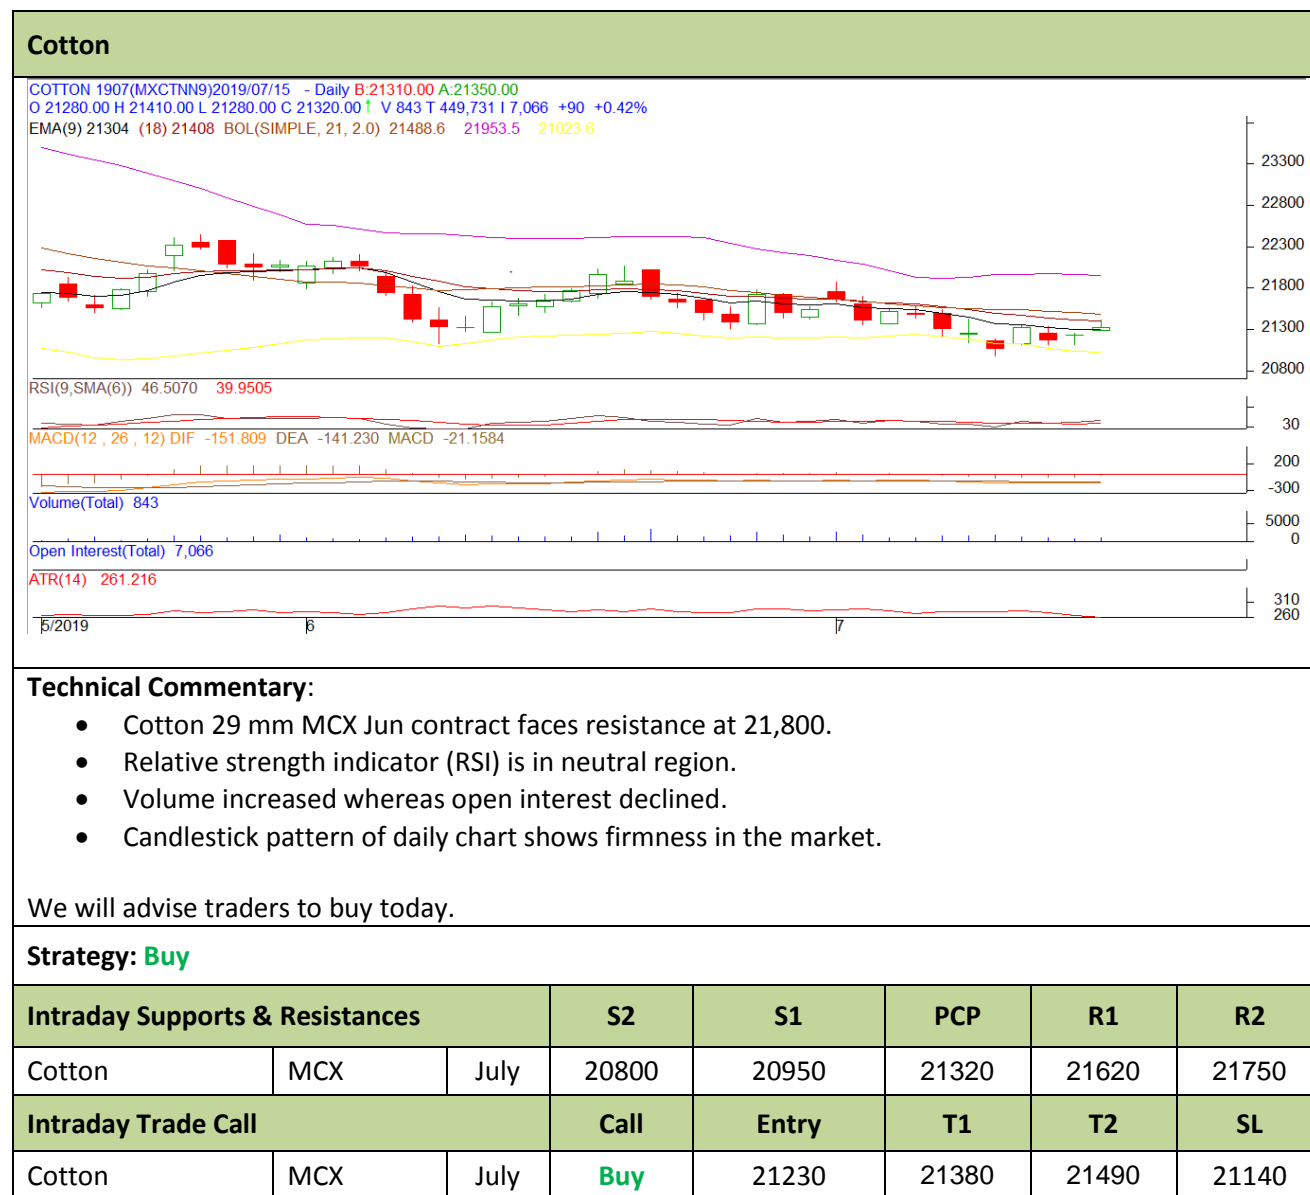 Cotton
COTTON 1907(MXCTNN9)2019/07/15 - Daily B:21310.00 A:21350.00
O 21280.00 H 21410.00 L 21280.00 C 21320.00↑ V 843 T 449,731 I 7,066 +90 +0.42%
EMA(9) 21304 (18) 21408 BOL(SIMPLE, 21, 2.0) 21488.6 21953.5 21023.6
23300
22800
22300
21800
21300
20800
RSI(9,SMA(6)) 46.5070 39.9505
30
MACD(12 , 26 , 12) DIF -151.809 DEA -141.230 MACD -21.1584
200
-300
Volume(Total) 843
5000
0
Open Interest(Total) 7,066
ATR(14) 261.216
310
260
5/2019 6 7
Technical Commentary:
• Cotton 29 mm MCX Jun contract faces resistance at 21,800.
• Relative strength indicator (RSI) is in neutral region.
• Volume increased whereas open interest declined.
• Candlestick pattern of daily chart shows firmness in the market.
We will advise traders to buy today.
Strategy: Buy
Intraday Supports & Resistances S2 S1 PCP R1 R2
Cotton MCX July 20800 20950 21320 21620 21750
Intraday Trade Call Call Entry T1 T2 SL
Cotton MCX July Buy 21230 21380 21490 21140